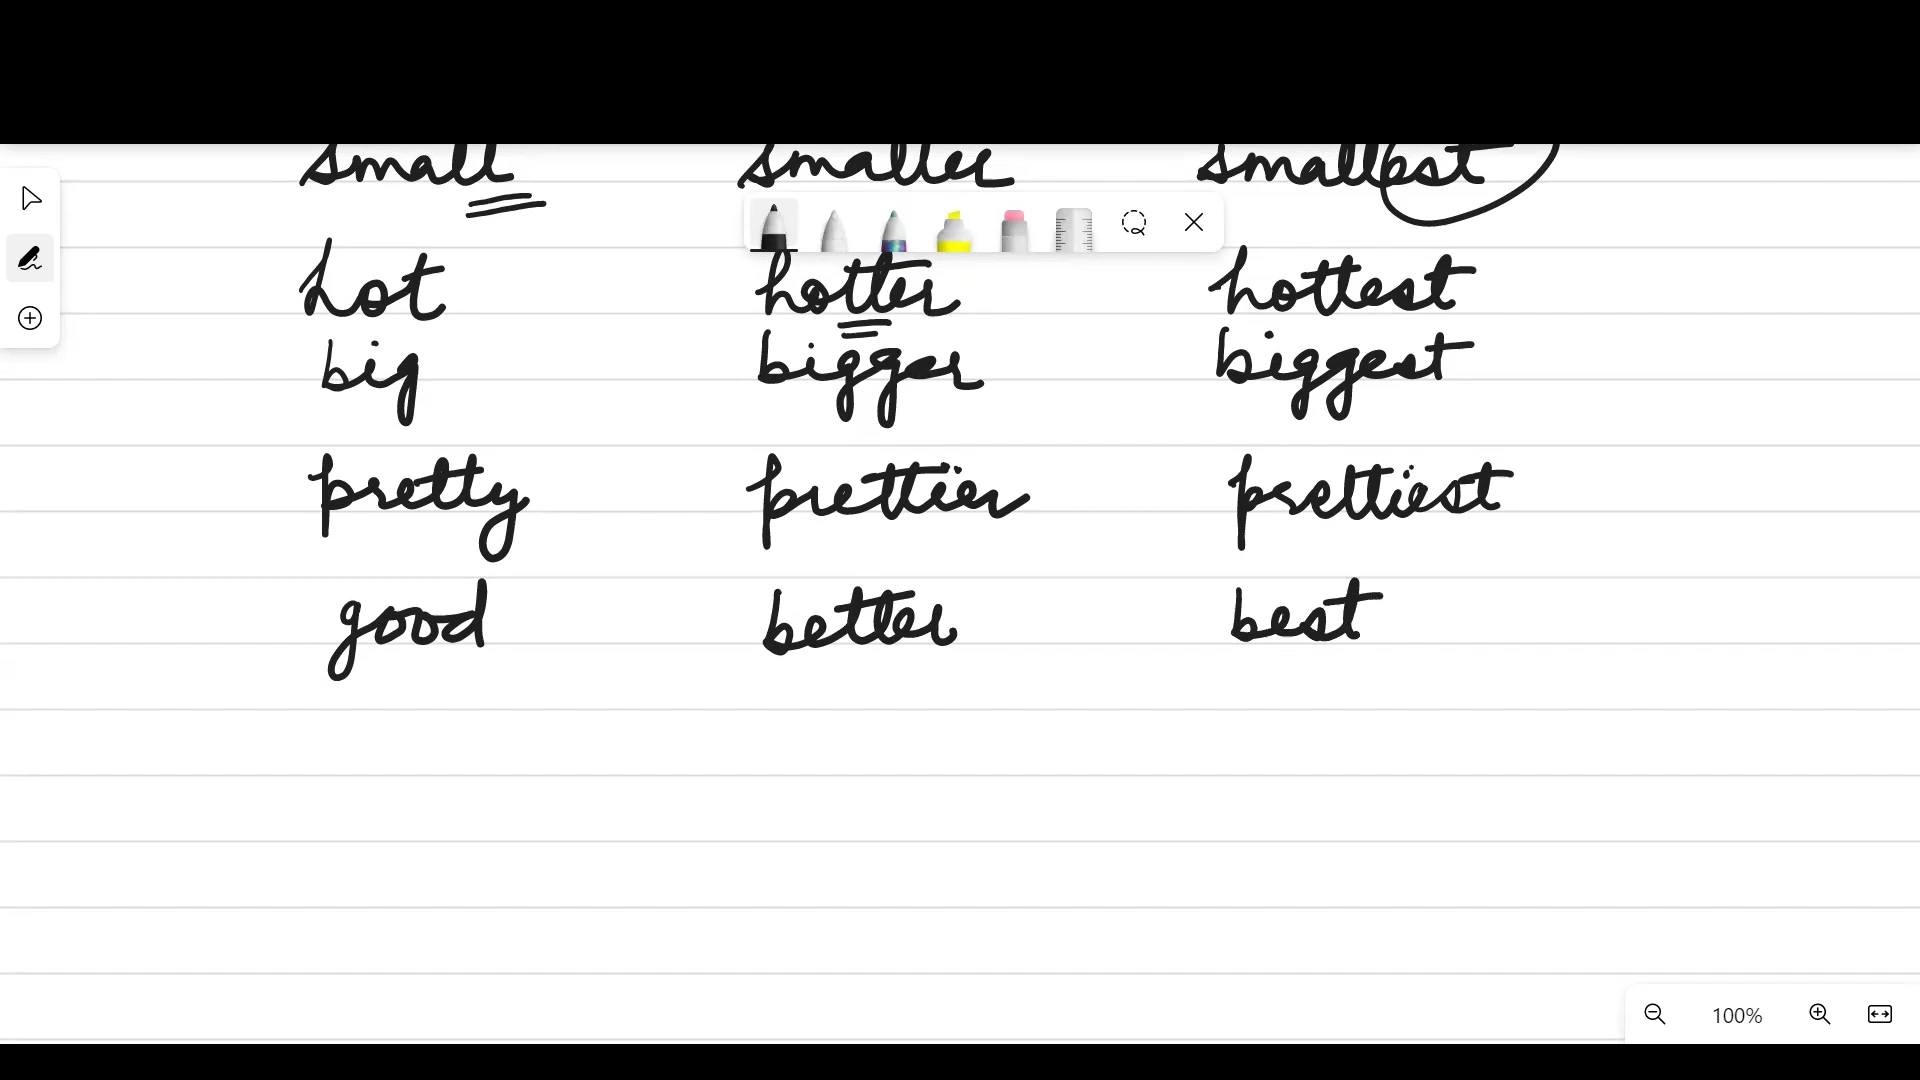 small smaller smallest
hot hotter hottest
big bigger biggest
pretty prettier prettiest
good better best
100%